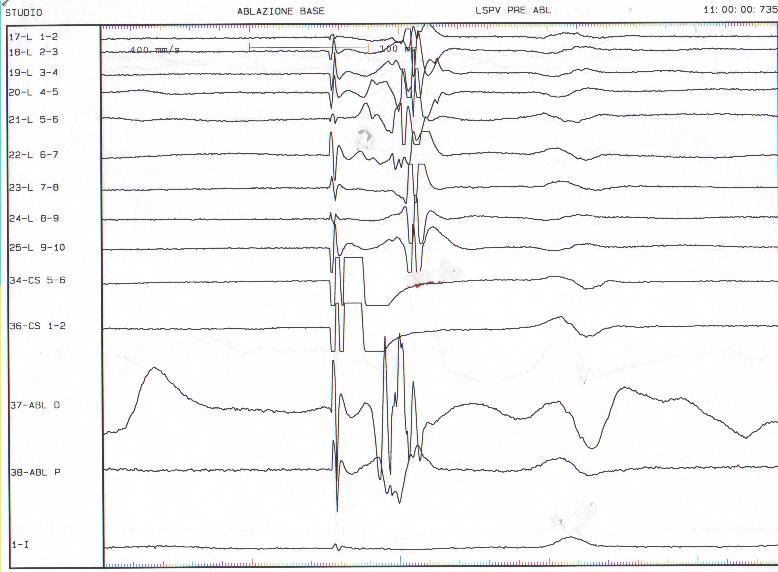 STUDIO ABLAZIONE BASE LSPV PRE ABL 11:00:00:735
17-L 1-2
400 mm/s 100
18-L 2-3
19-L 3-4
20-L 4-5
21-L 5-6
22-L 6-7
23-L 7-8
24-L 8-9
25-L 9-10
34-CS 5-6
36-CS 1-2
37-ABL D
38-ABL P
1-I